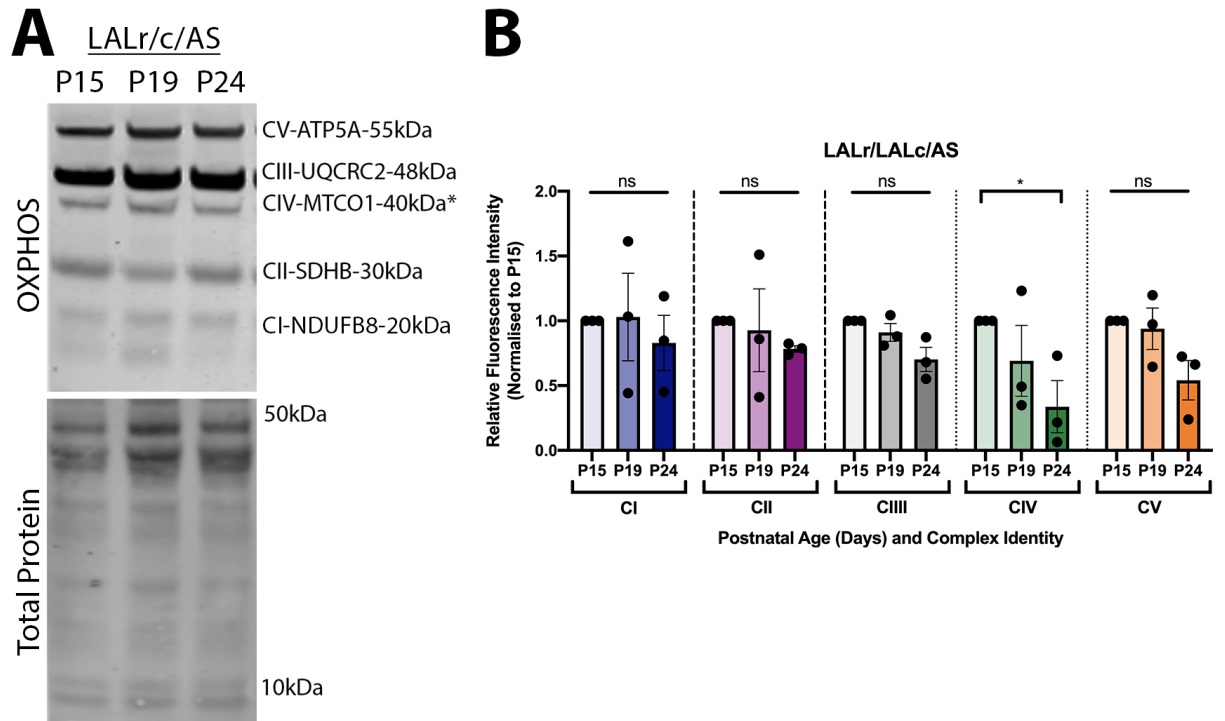 A
LALr/c/AS
P15 P19 P24
OXPHOS
CV-ATP5A-55kDa
CIII-UQCRC2-48kDa
CIV-MTCO1-40kDa*
CII-SDHB-30kDa
CI-NDUFB8-20kDa
Total Protein
50kDa
10kDa
B
LALr/LALc/AS
Relative Fluorescence Intensity
(Normalised to P15)
2.0
1.5
1.0
0.5
0.0
ns ns ns * ns
P15 P19 P24 P15 P19 P24 P15 P19 P24 P15 P19 P24 P15 P19 P24
CI CII CIIII CIV CV
Postnatal Age (Days) and Complex Identity